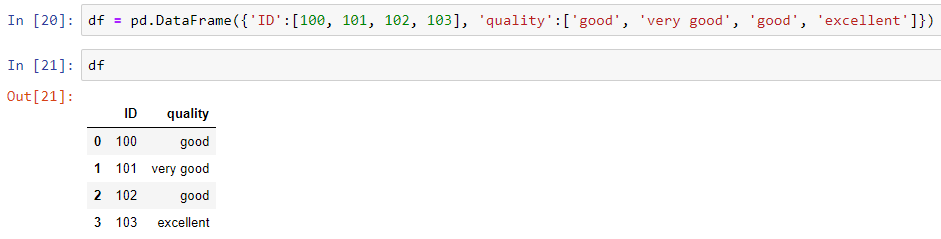 In [20]: df = pd.DataFrame({'ID':[100, 101, 102, 103], 'quality':['good', 'very good', 'good', 'excellent']})
In [21]: df
Out[21]:
ID quality
0 100 good
1 101 very good
2 102 good
3 103 excellent